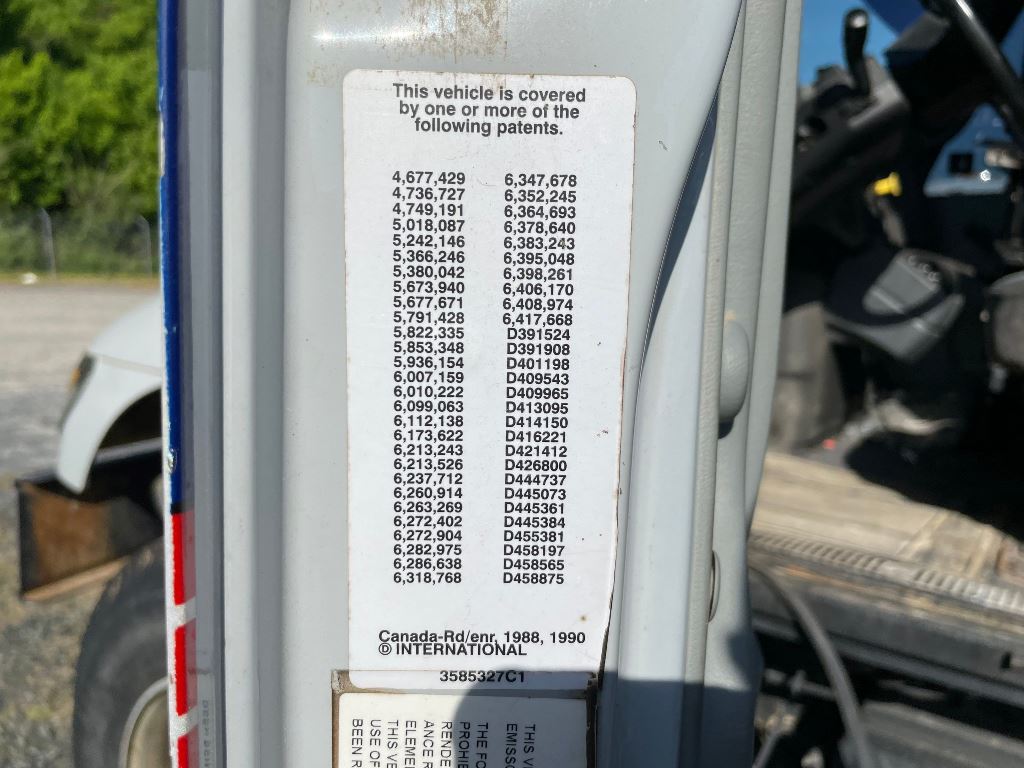 This vehicle is covered
by one or more of the
following patents.
4,677,429
4,736,727
4,749,191
5,018,087
5,242,146
5,366,246
5,380,042
5,673,940
5,677,671
5,791,428
5,822,335
5,853,348
5,936,154
6,007,159
6,010,222
6,099,063
6,112,138
6,173,622
6,213,243
6,213,526
6,237,712
6,260,914
6,263,269
6,272,402
6,272,904
6,282,975
6,286,638
6,318,768
6,347,678
6,352,245
6,364,693
6,378,640
6,383,243
6,395,048
6,398,261
6,406,170
6,408,974
6,417,668
D391524
D391908
D401198
D409543
D409965
D413095
D414150
D416221
D421412
D426800
D444737
D445073
D445361
D445384
D455381
D458197
D458565
D458875
Canada-Rd/enr. 1988, 1990
© INTERNATIONAL
3585327C1
THIS V
EMISSO
THE FO
PROHIE
RENDE
ANCE R
ELEME
THIS VE
USE OF
BEEN R